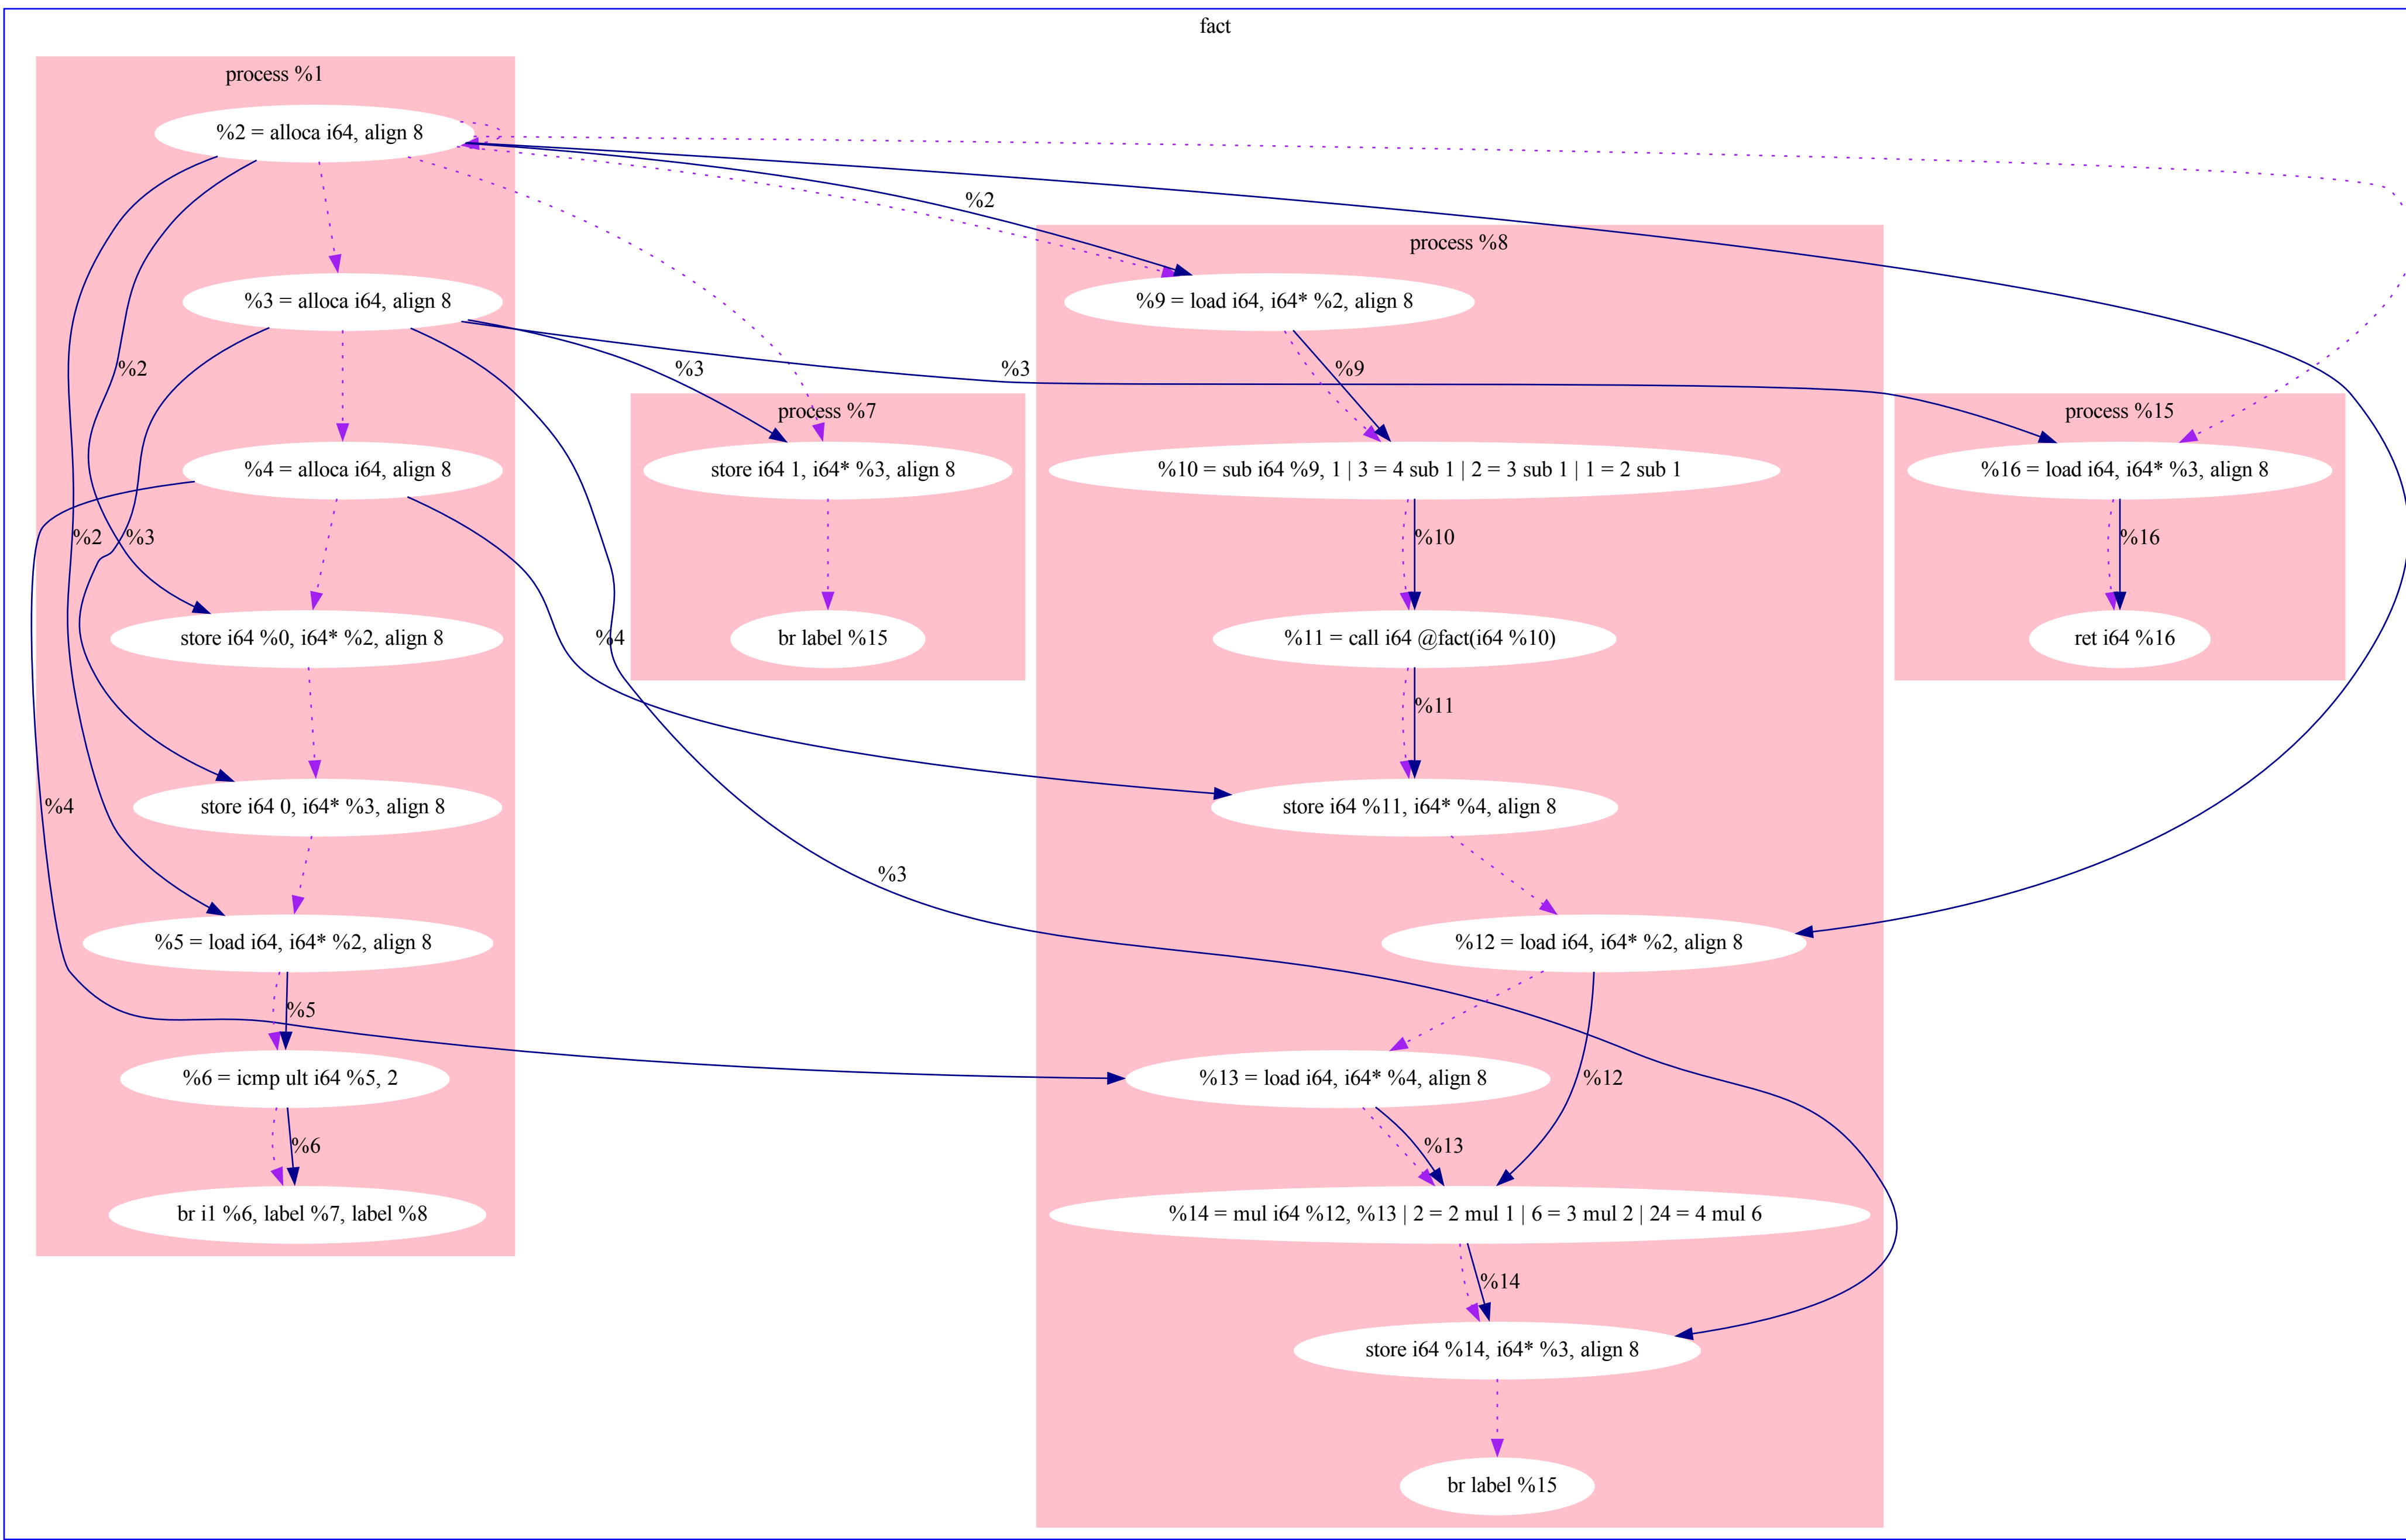 fact
process %1
%2 = alloca i64, align 8
%2
process %8
%3 = alloca i64, align 8
%9 = load i64, i64* %2, align 8
%2
%3
%3
%9
process %7
process %15
%4 = alloca i64, align 8
store i64 1, i64* %3, align 8
%10 = sub i64 %9, 1 | 3 = 4 sub 1 | 2 = 3 sub 1 | 1 = 2 sub 1
%16 = load i64, i64* %3, align 8
%2
%3
%10
%16
store i64 %0, i64* %2, align 8
%4
br label %15
%11 = call i64 @fact(i64 %10)
ret i64 %16
%11
%4
store i64 0, i64* %3, align 8
store i64 %11, i64* %4, align 8
%3
%5 = load i64, i64* %2, align 8
%12 = load i64, i64* %2, align 8
%5
%6 = icmp ult i64 %5, 2
%13 = load i64, i64* %4, align 8
%12
%6
%13
br i1 %6, label %7, label %8
%14 = mul i64 %12, %13 | 2 = 2 mul 1 | 6 = 3 mul 2 | 24 = 4 mul 6
%14
store i64 %14, i64* %3, align 8
br label %15